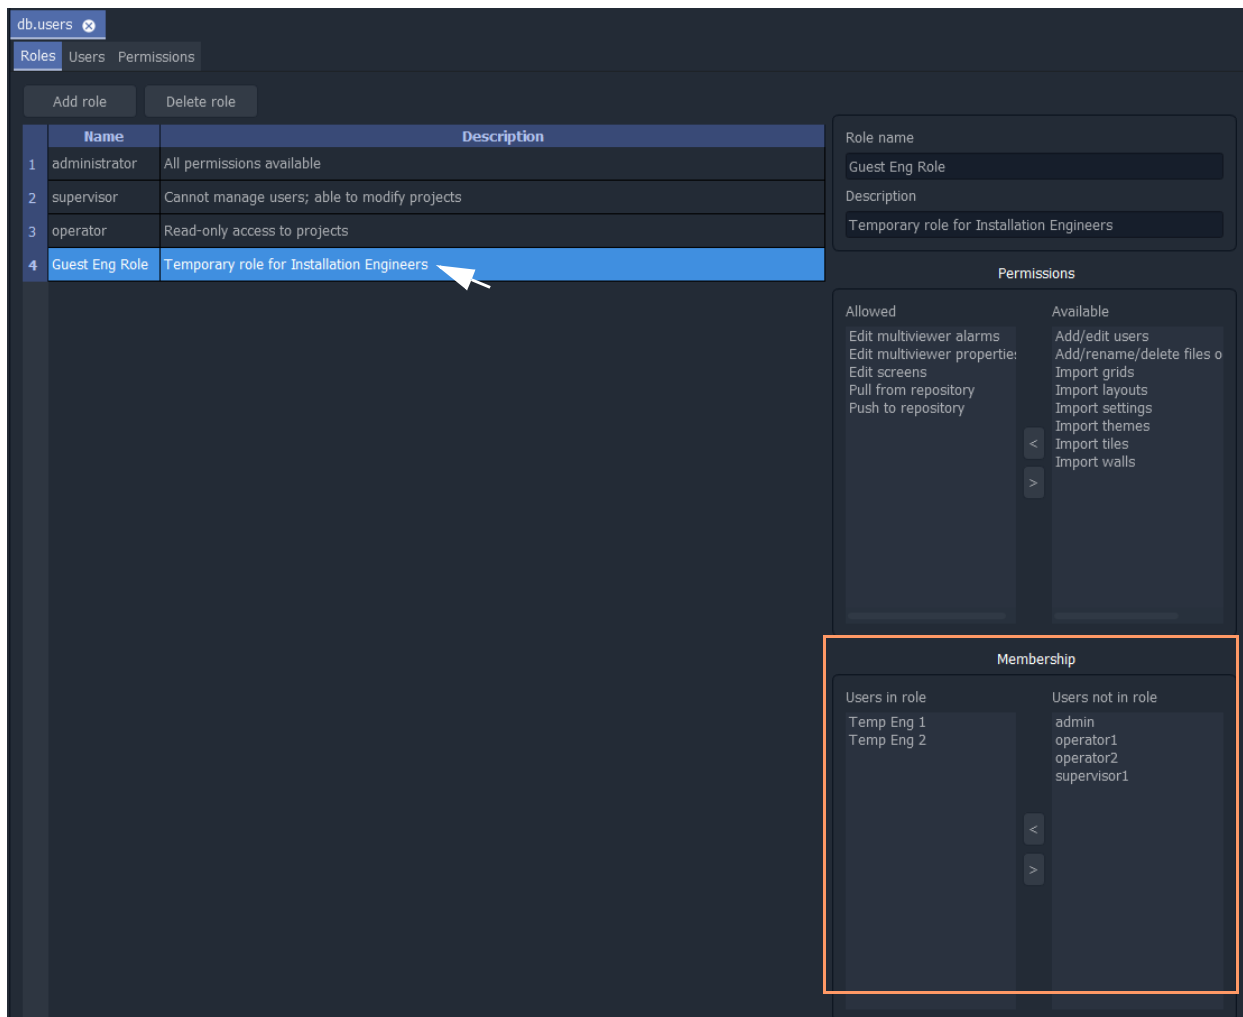 db.users
Roles Users Permissions
Add role Delete role
Name Description
1 administrator All permissions available
2 supervisor Cannot manage users; able to modify projects
3 operator Read-only access to projects
4 Guest Eng Role Temporary role for Installation Engineers
Role name
Guest Eng Role
Description
Temporary role for Installation Engineers
Permissions
Allowed
Edit multiviewer alarms
Edit multiviewer properties
Edit screens
Pull from repository
Push to repository
<
>
Available
Add/edit users
Add/rename/delete files o
Import grids
Import layouts
Import settings
Import themes
Import tiles
Import walls
Membership
Users in role
Temp Eng 1
Temp Eng 2
<
>
Users not in role
admin
operator1
operator2
supervisor1